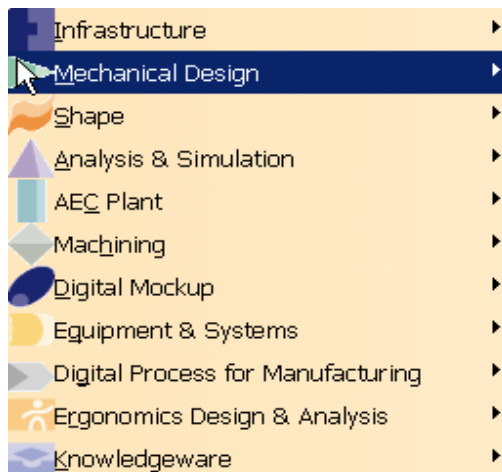 Infrastructure
Mechanical Design
Shape
Analysis & Simulation
AEC Plant
Machining
Digital Mockup
Equipment & Systems
Digital Process for Manufacturing
Ergonomics Design & Analysis
Knowledgeware